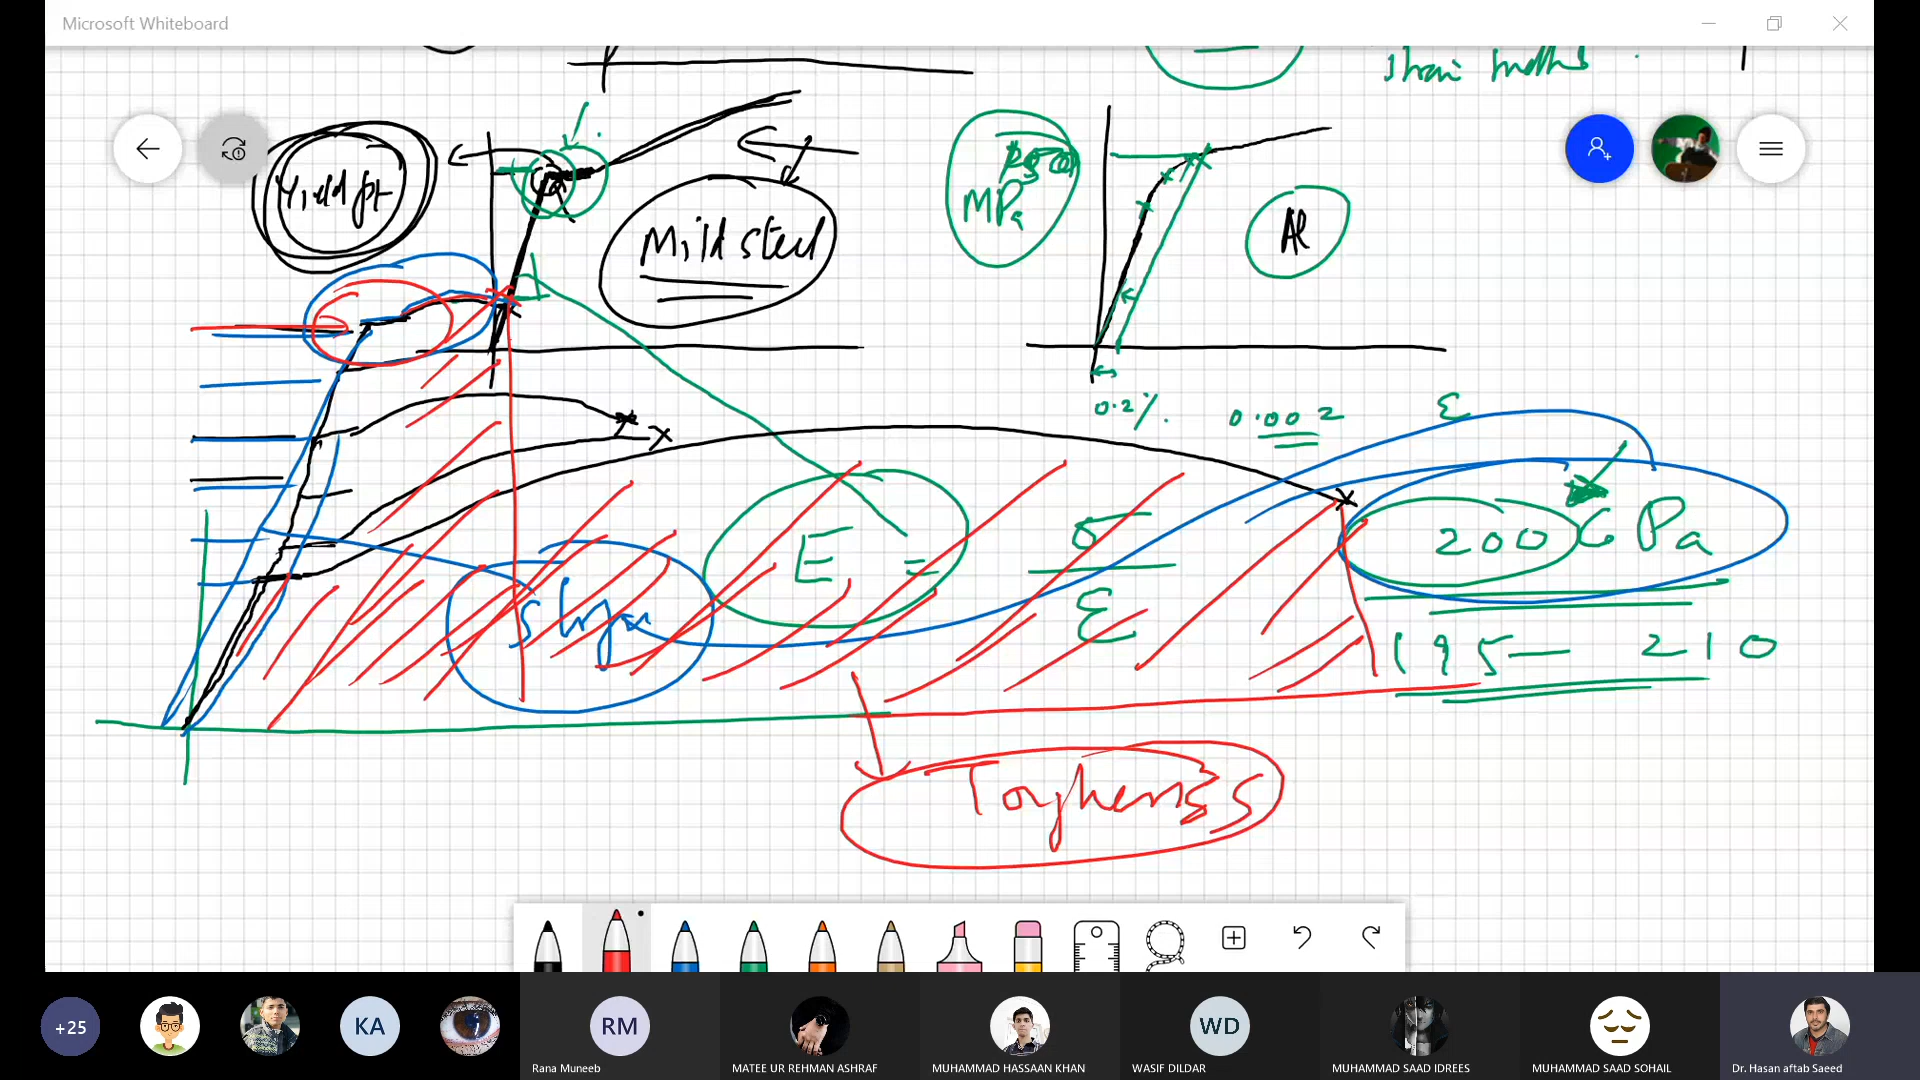 Microsoft Whiteboard
Yield pt
Mild steel
MPa
Al
0.2%.
0.002
ε
E = σ
ε
200 GPa
195 — 210
Toughness
+25
KA
RM
WD
Rana Muneeb
MATEE UR REHMAN ASHRAF
MUHAMMAD HASSAAN KHAN
WASIF DILDAR
MUHAMMAD SAAD IDREES
MUHAMMAD SAAD SOHAIL
Dr. Hasan aftab Saeed